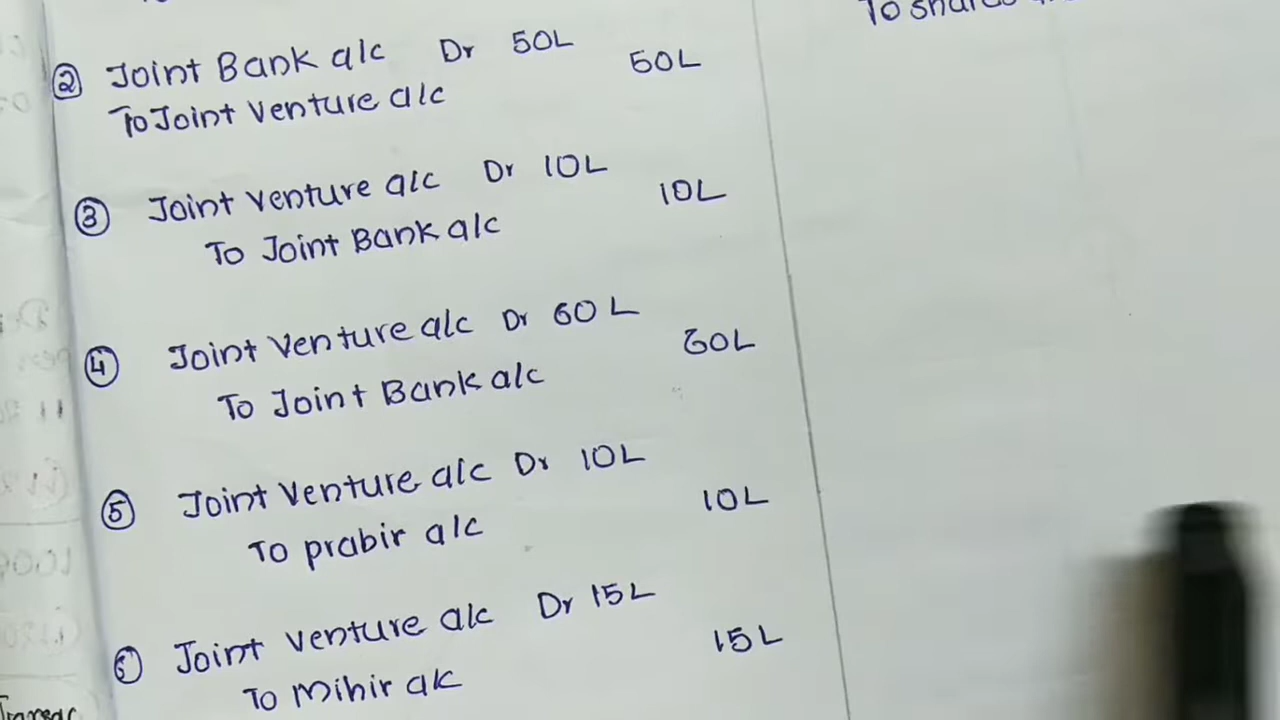 To shares
② Joint Bank a/c Dr 50L 50L
To Joint Venture a/c
③ Joint Venture a/c Dr 10L 10L
To Joint Bank a/c
④ Joint Venture a/c Dr 60L 60L
To Joint Bank a/c
⑤ Joint Venture a/c Dr 10L 10L
To prabir a/c
⑥ Joint Venture a/c Dr 15L 15L
To Mihir a/c